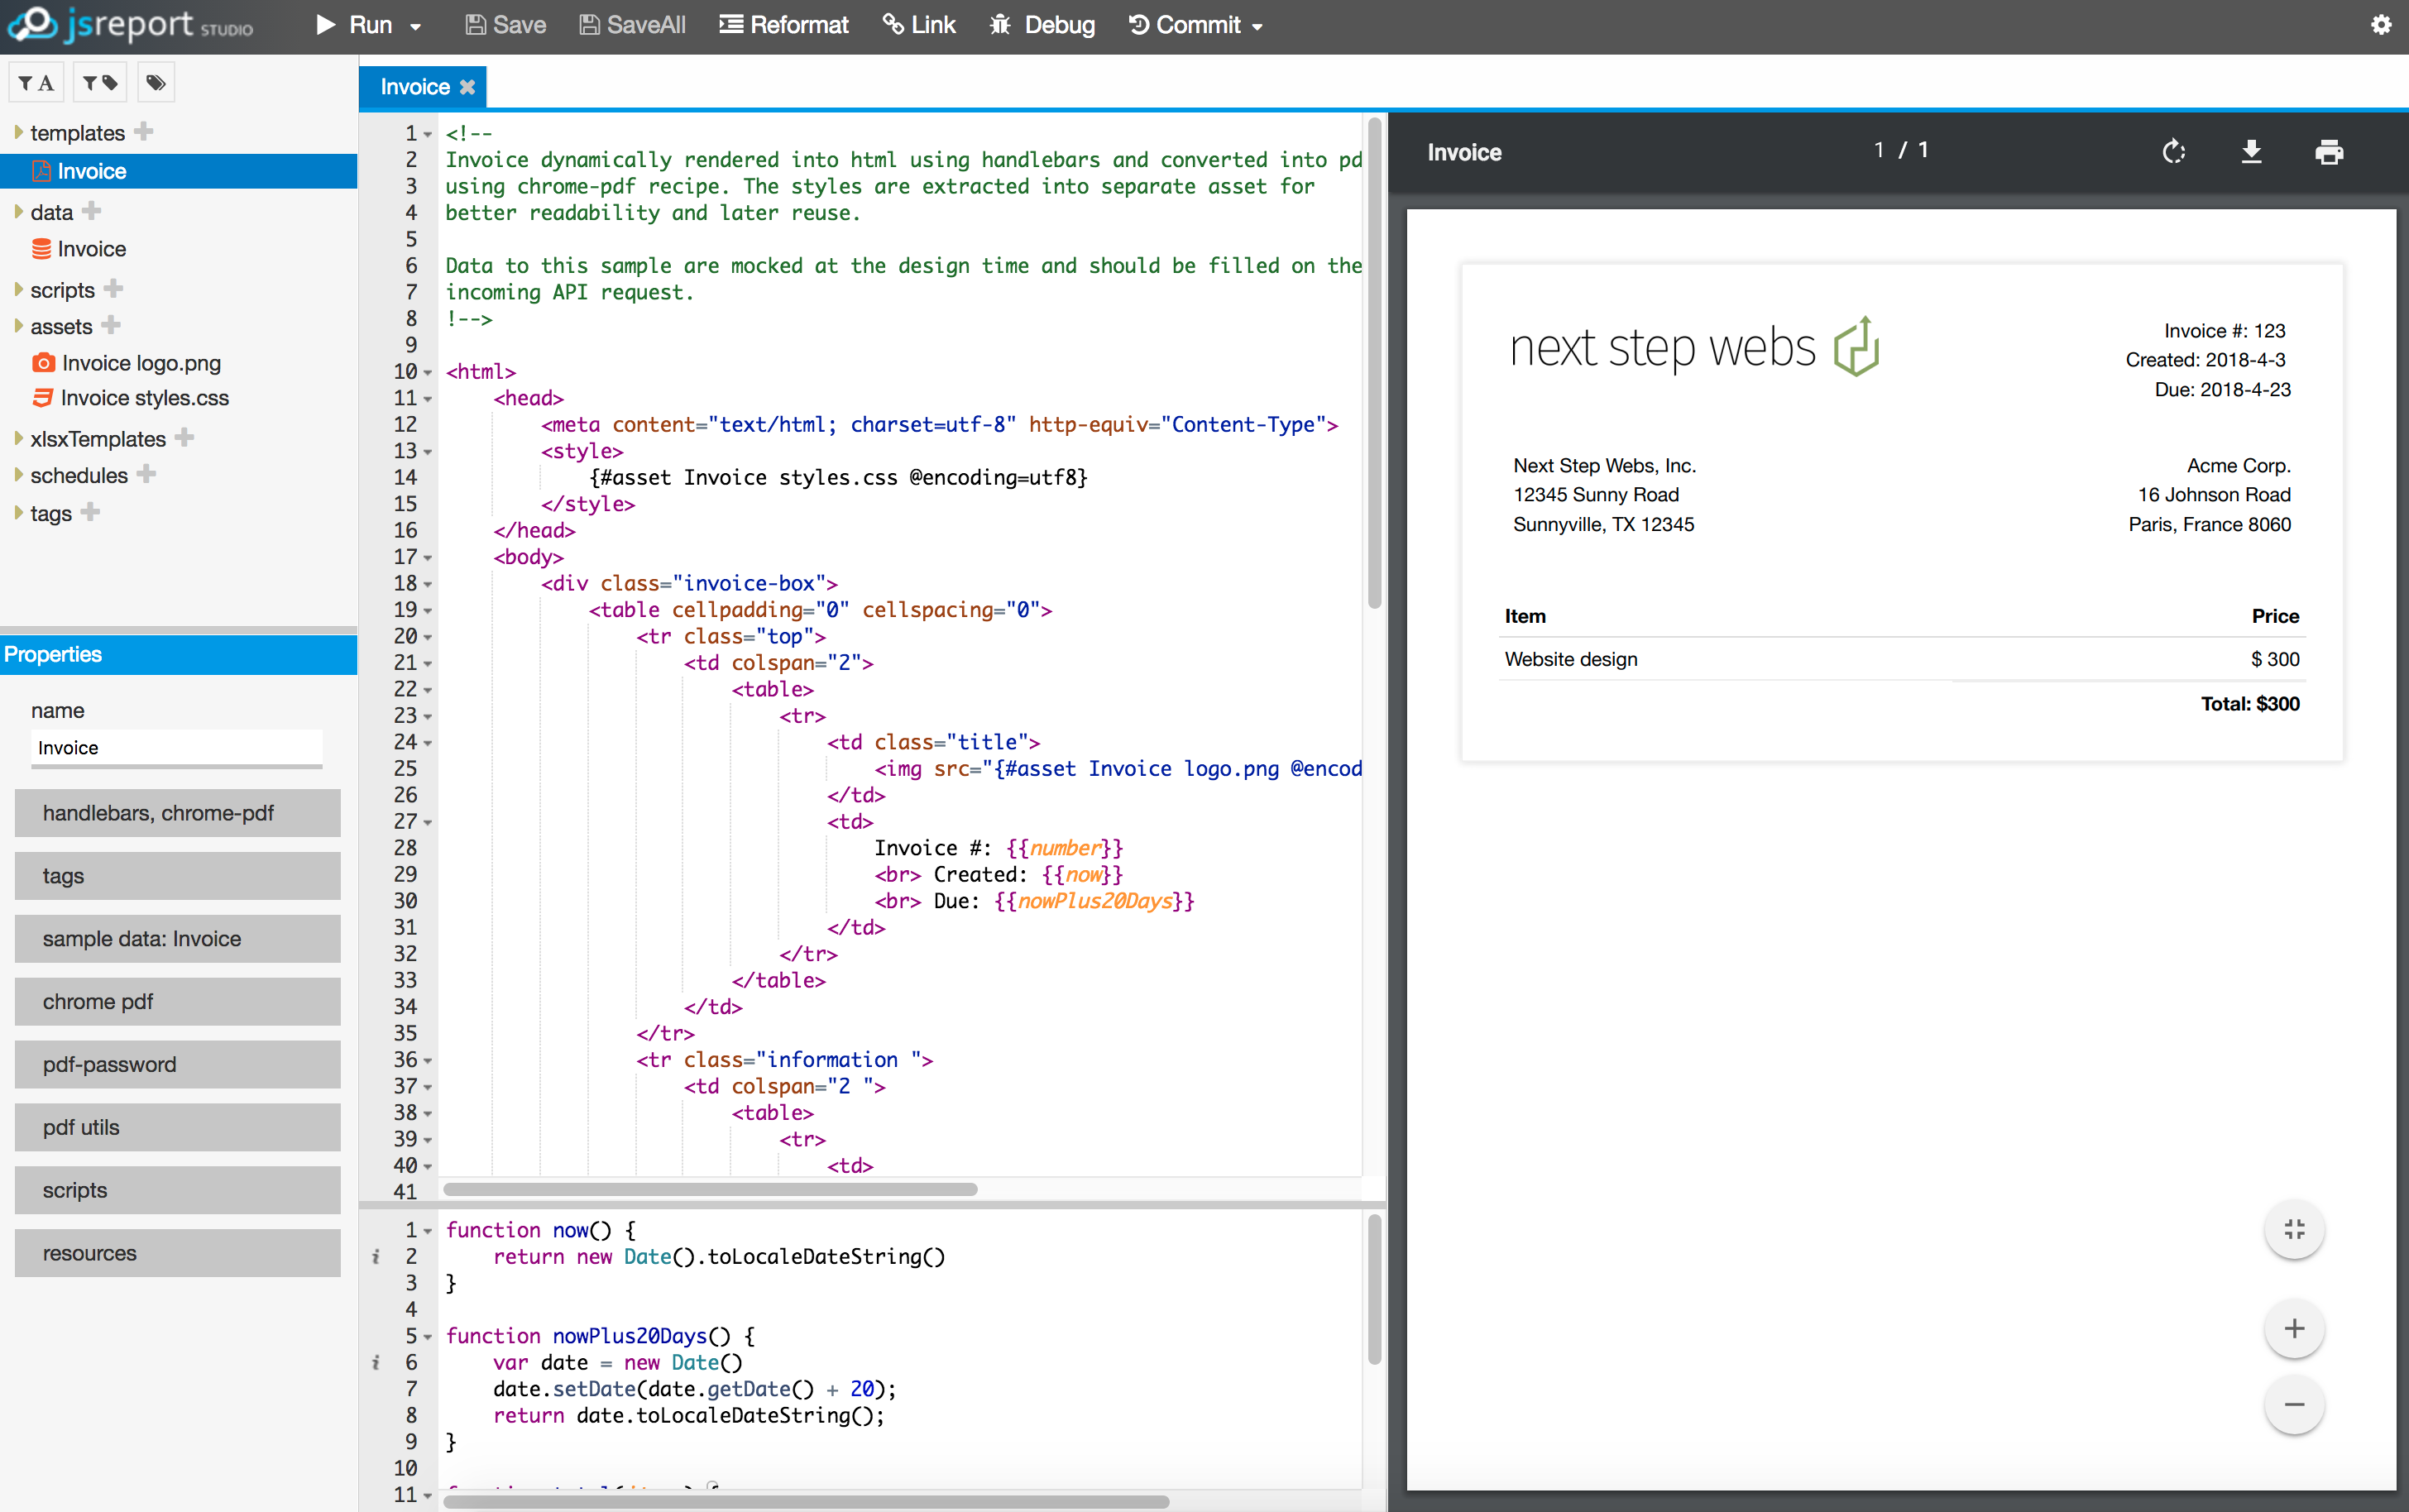 jsreport STUDIO
Run
Save
SaveAll
Reformat
Link
Debug
Commit
A
templates
Invoice
data
Invoice
scripts
assets
Invoice logo.png
Invoice styles.css
xlsxTemplates
schedules
tags
Properties
name
Invoice
handlebars, chrome-pdf
tags
sample data: Invoice
chrome pdf
pdf-password
pdf utils
scripts
resources
Invoice
1 <!--
2 Invoice dynamically rendered into html using handlebars and converted into pd
3 using chrome-pdf recipe. The styles are extracted into separate asset for
4 better readability and later reuse.
5
6 Data to this sample are mocked at the design time and should be filled on the
7 incoming API request.
8 !-->
9
10 <html>
11 <head>
12 <meta content="text/html; charset=utf-8" http-equiv="Content-Type">
13 <style>
14 {#asset Invoice styles.css @encoding=utf8}
15 </style>
16 </head>
17 <body>
18 <div class="invoice-box">
19 <table cellpadding="0" cellspacing="0">
20 <tr class="top">
21 <td colspan="2">
22 <table>
23 <tr>
24 <td class="title">
25 <img src="{#asset Invoice logo.png @encod
26 </td>
27 <td>
28 Invoice #: {{number}}
29 <br> Created: {{now}}
30 <br> Due: {{nowPlus20Days}}
31 </td>
32 </tr>
33 </table>
34 </td>
35 </tr>
36 <tr class="information ">
37 <td colspan="2 ">
38 <table>
39 <tr>
40 <td>
41
1 function now() {
2 return new Date().toLocaleDateString()
3 }
4
5 function nowPlus20Days() {
6 var date = new Date()
7 date.setDate(date.getDate() + 20);
8 return date.toLocaleDateString();
9 }
10
11
Invoice
1 / 1
next step webs
Invoice #: 123
Created: 2018-4-3
Due: 2018-4-23
Next Step Webs, Inc.
12345 Sunny Road
Sunnyville, TX 12345
Acme Corp.
16 Johnson Road
Paris, France 8060
Item Price
Website design $ 300
Total: $300